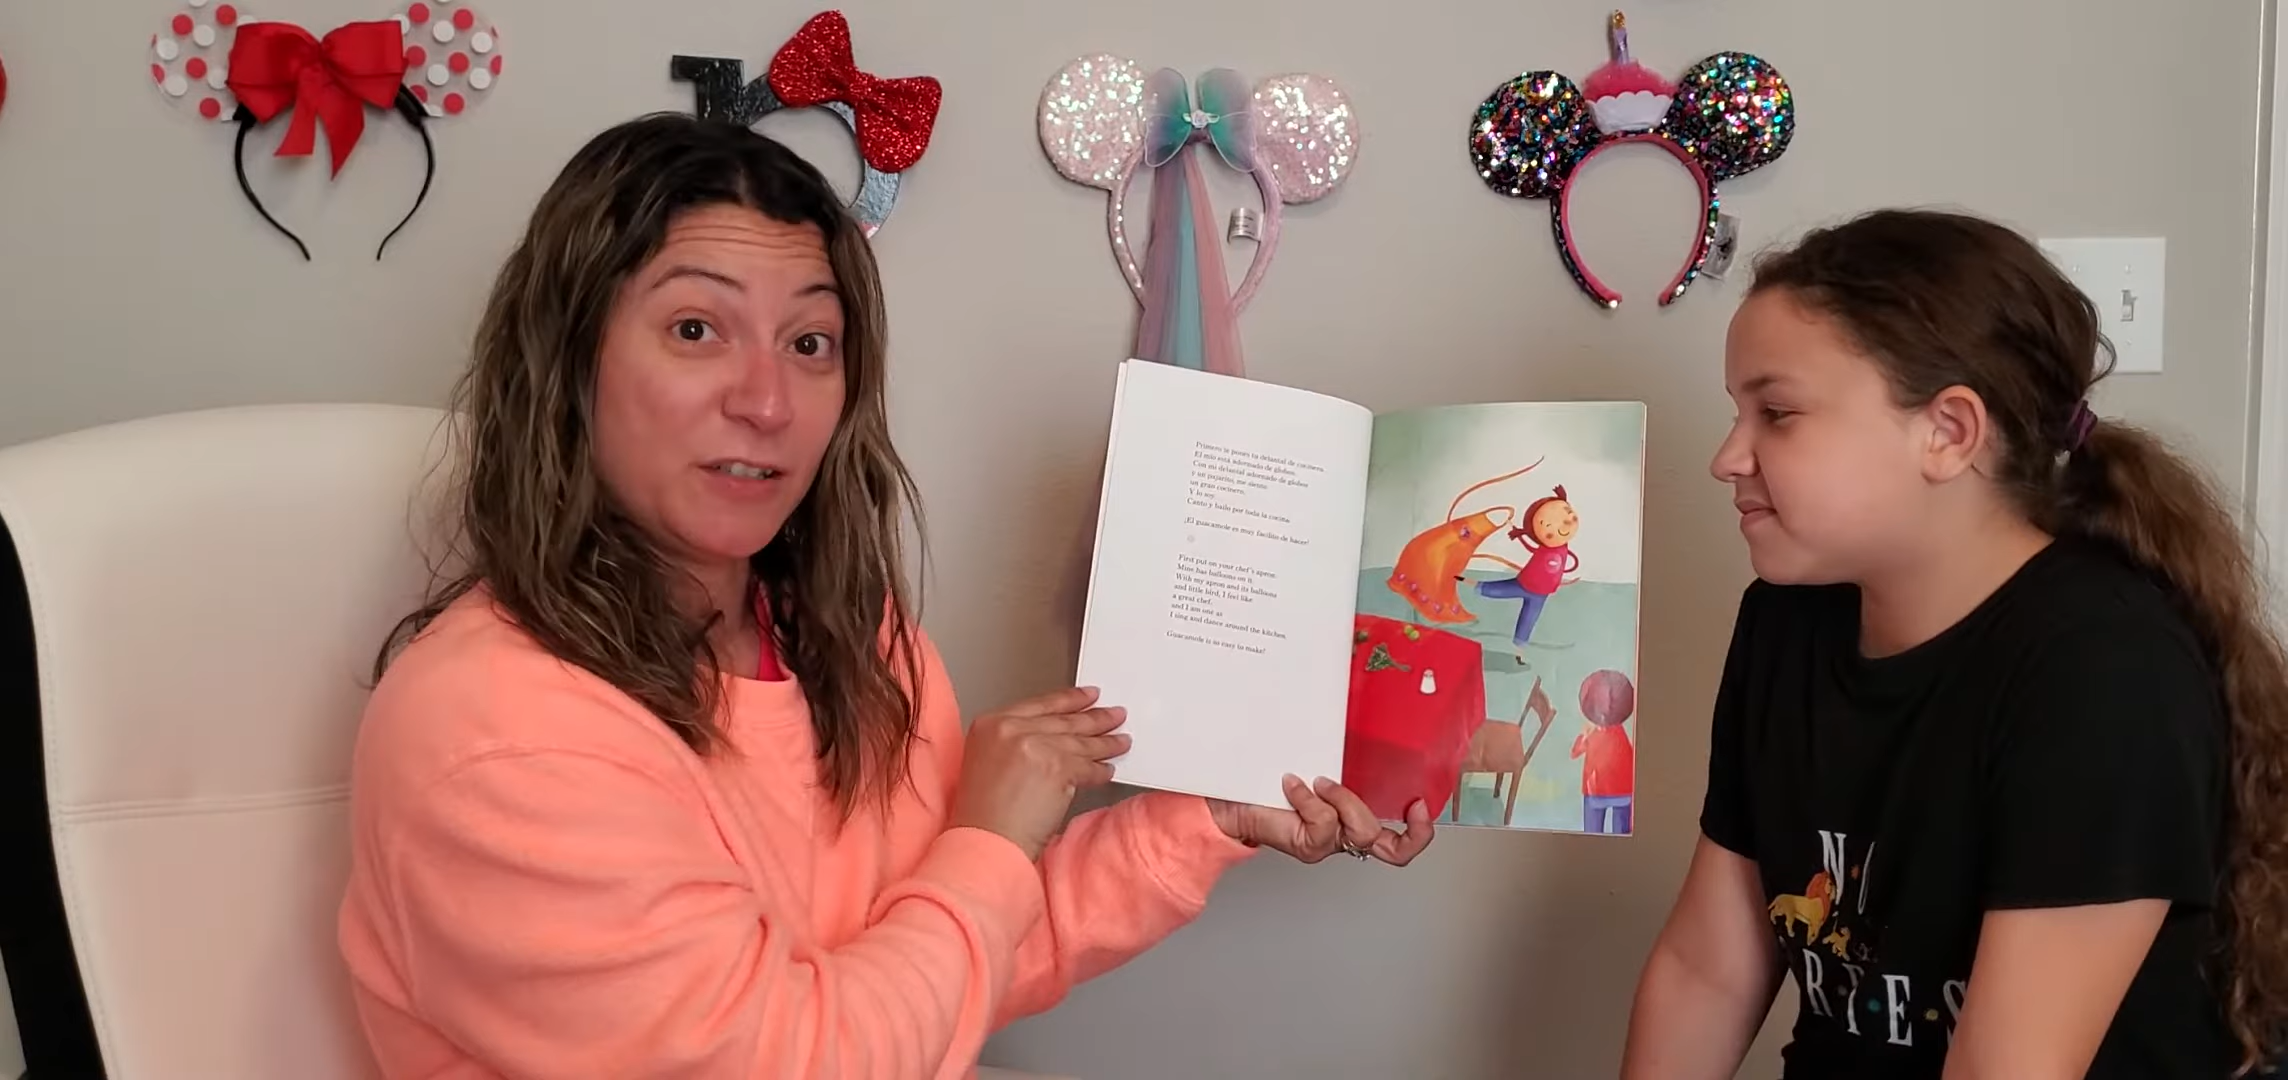 Primero te pones tu delantal de cocinero.
El mío está adornado de globos.
Con mi delantal adornado de globos
y un pajarito, me siento
un gran cocinero.
Y lo soy.
Canto y bailo por toda la cocina.
¡El guacamole es muy facilito de hacer!
First put on your chef's apron.
Mine has balloons on it.
With my apron and its balloons
and little bird, I feel like
a great chef,
and I am one as
I sing and dance around the kitchen.
Guacamole is so easy to make!